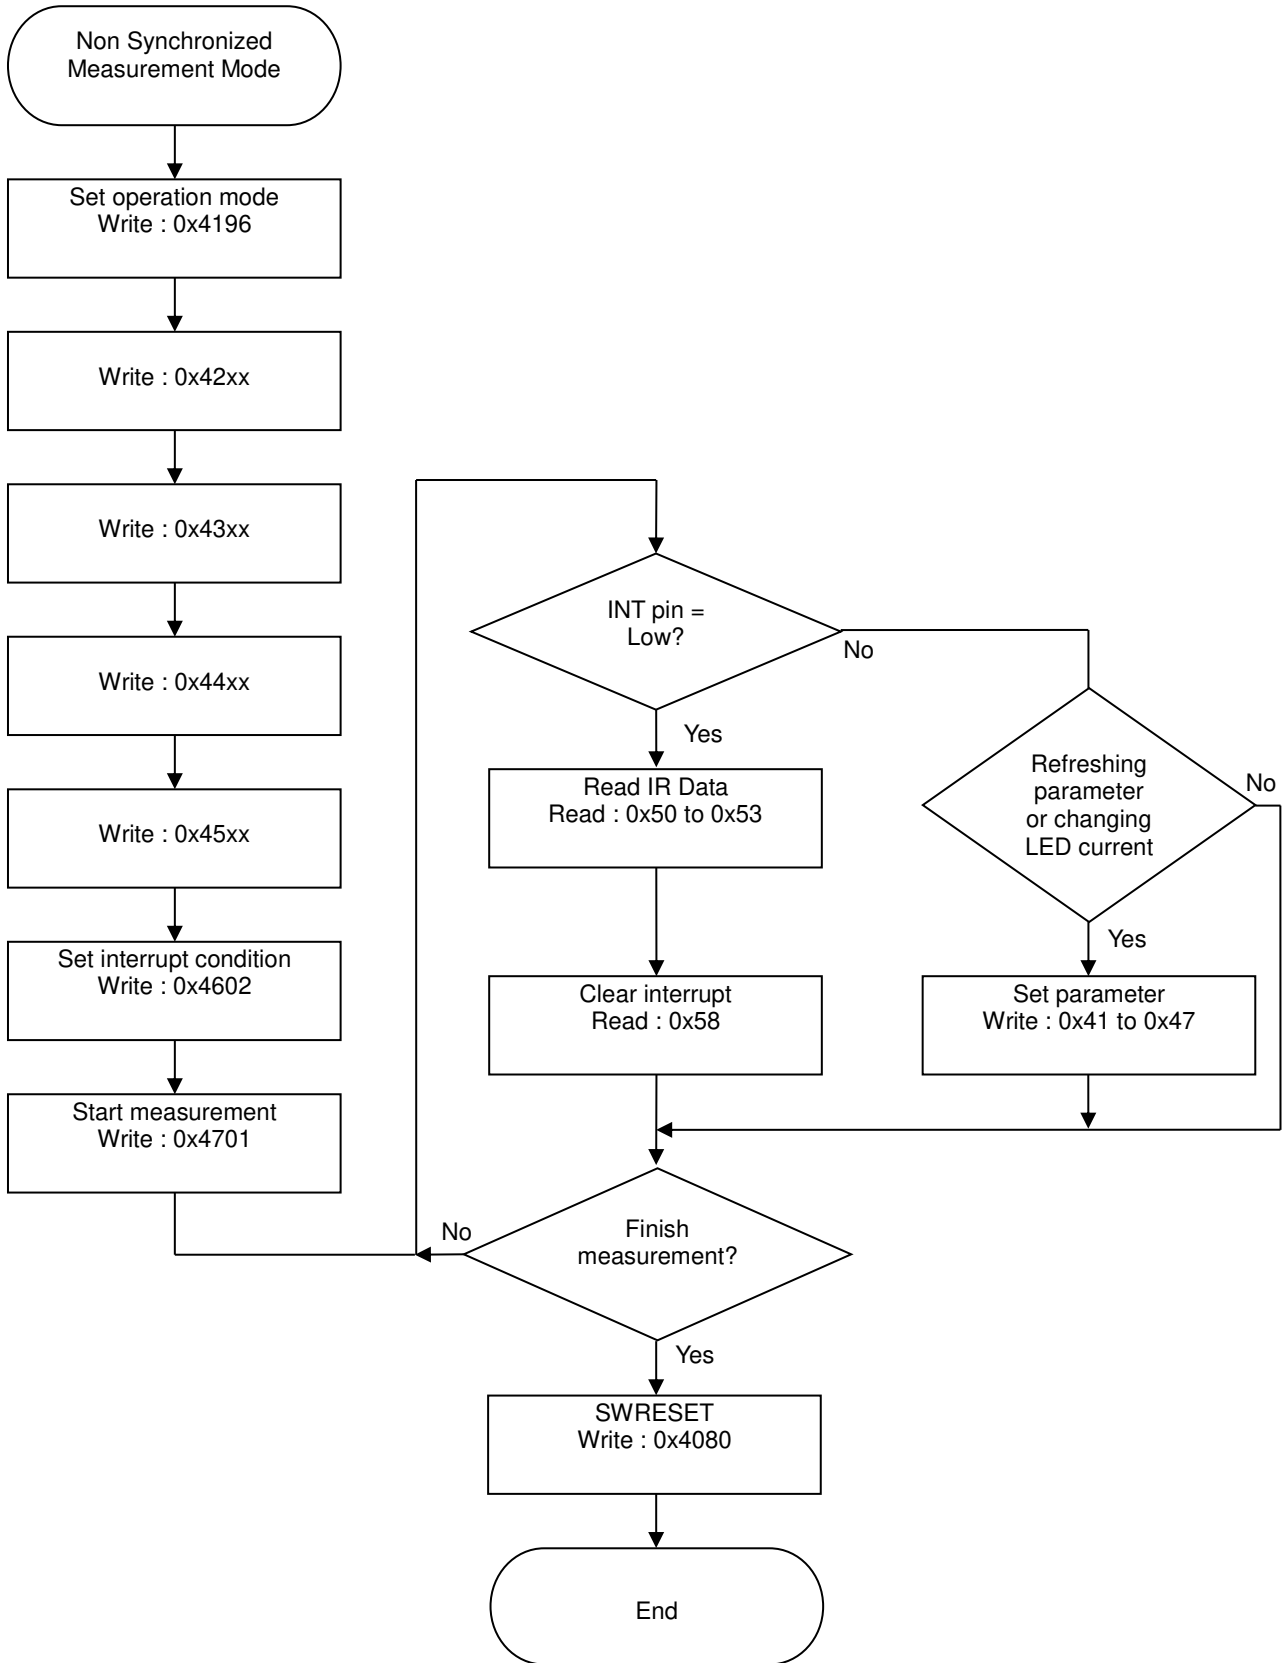 Non Synchronized
Measurement Mode
Set operation mode
Write : 0x4196
Write : 0x42xx
Write : 0x43xx
Write : 0x44xx
Write : 0x45xx
Set interrupt condition
Write : 0x4602
Start measurement
Write : 0x4701
INT pin =
Low?
No
Yes
Read IR Data
Read : 0x50 to 0x53
Clear interrupt
Read : 0x58
Refreshing
parameter
or changing
LED current
No
Yes
Set parameter
Write : 0x41 to 0x47
Finish
measurement?
No
Yes
SWRESET
Write : 0x4080
End